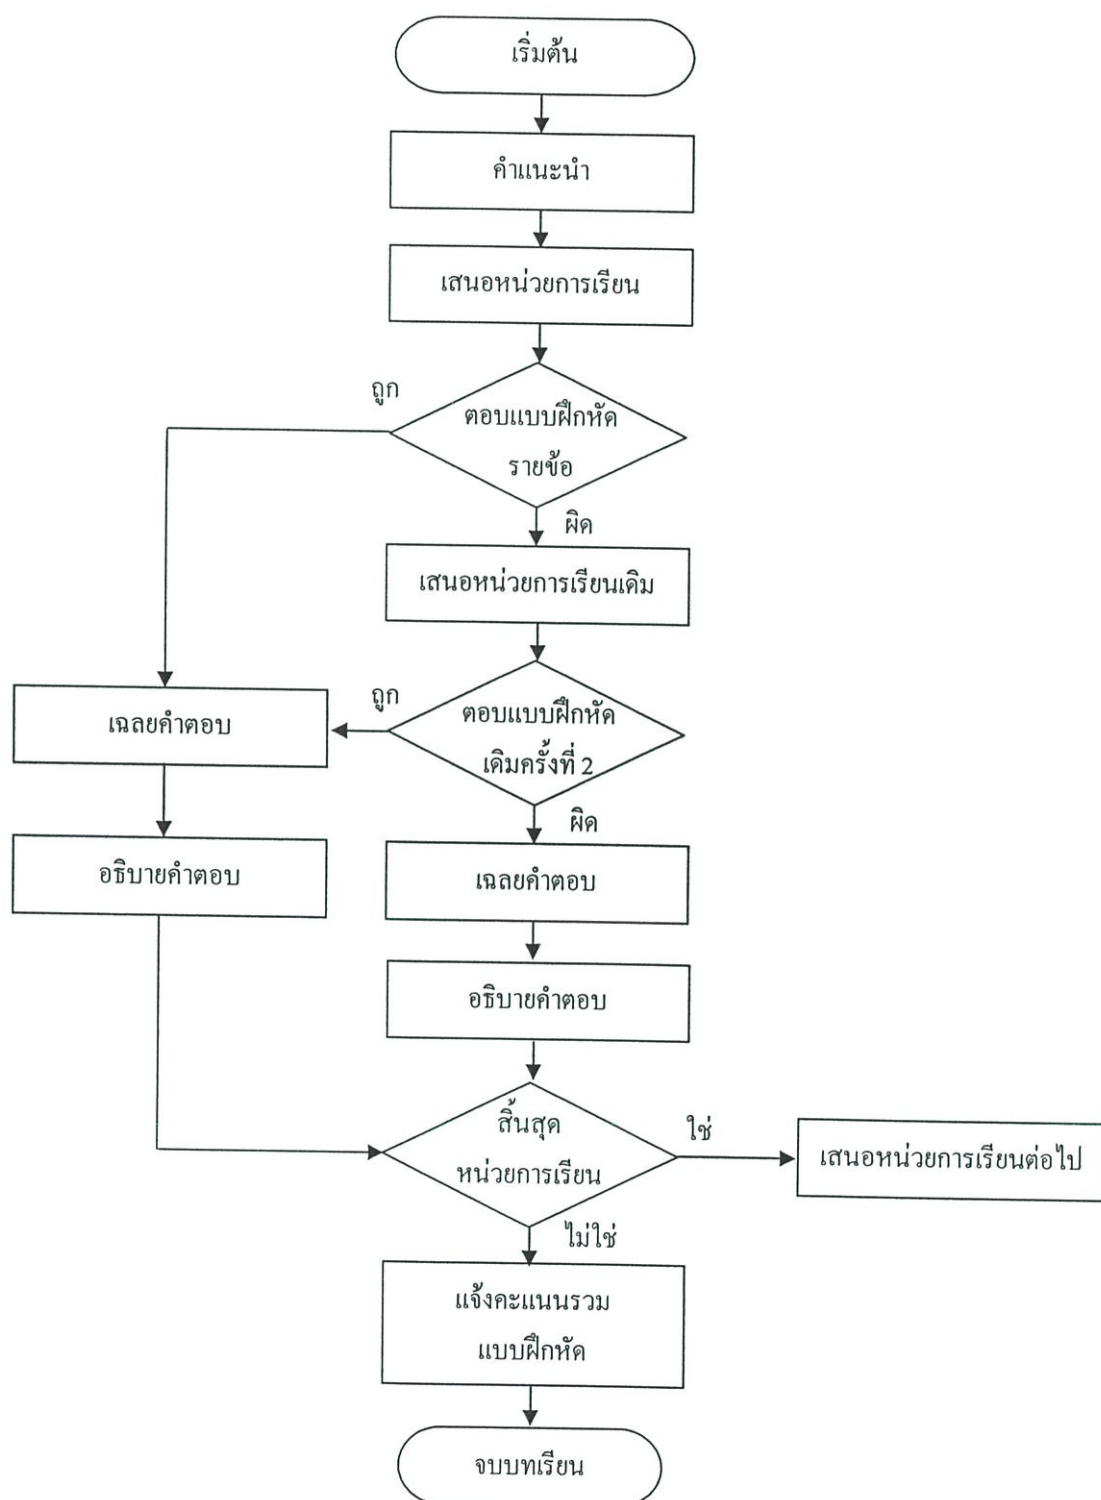 เริ่มต้น
คำแนะนำ
เสนอหน่วยการเรียน
ถูก
ตอบแบบฝึกหัด
รายข้อ
ผิด
เสนอหน่วยการเรียนเดิม
ถูก
ตอบแบบฝึกหัด
เดิมครั้งที่ 2
เฉลยคำตอบ
ผิด
อธิบายคำตอบ
เฉลยคำตอบ
อธิบายคำตอบ
สิ้นสุด
หน่วยการเรียน
ใช่
เสนอหน่วยการเรียนต่อไป
ไม่ใช่
แจ้งคะแนนรวม
แบบฝึกหัด
จบบทเรียน